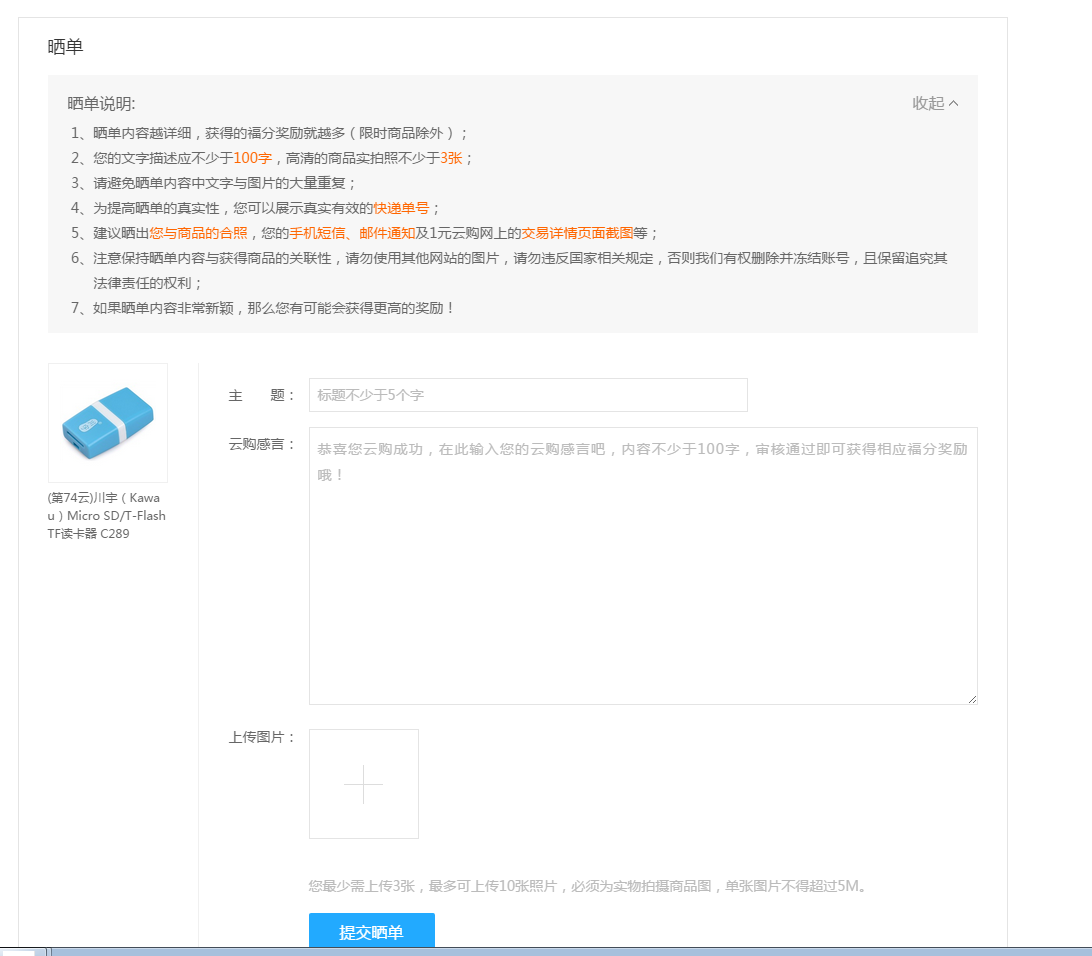 晒单
晒单说明:
收起
1、晒单内容越详细，获得的福分奖励就越多（限时商品除外）；
2、您的文字描述应不少于100字，高清的商品实拍照不少于3张；
3、请避免晒单内容中文字与图片的大量重复；
4、为提高晒单的真实性，您可以展示真实有效的快递单号；
5、建议晒出您与商品的合照，您的手机短信、邮件通知及1元云购网上的交易详情页面截图等；
6、注意保持晒单内容与获得商品的关联性，请勿使用其他网站的图片，请勿违反国家相关规定，否则我们有权删除并冻结账号，且保留追究其
法律责任的权利；
7、如果晒单内容非常新颖，那么您有可能会获得更高的奖励！
(第74云)川宇（Kawa
u）Micro SD/T-Flash
TF读卡器 C289
主 题：
标题不少于5个字
云购感言：
恭喜您云购成功，在此输入您的云购感言吧，内容不少于100字，审核通过即可获得相应福分奖励
哦！
上传图片：
您最少需上传3张，最多可上传10张照片，必须为实物拍摄商品图，单张图片不得超过5M。
提交晒单